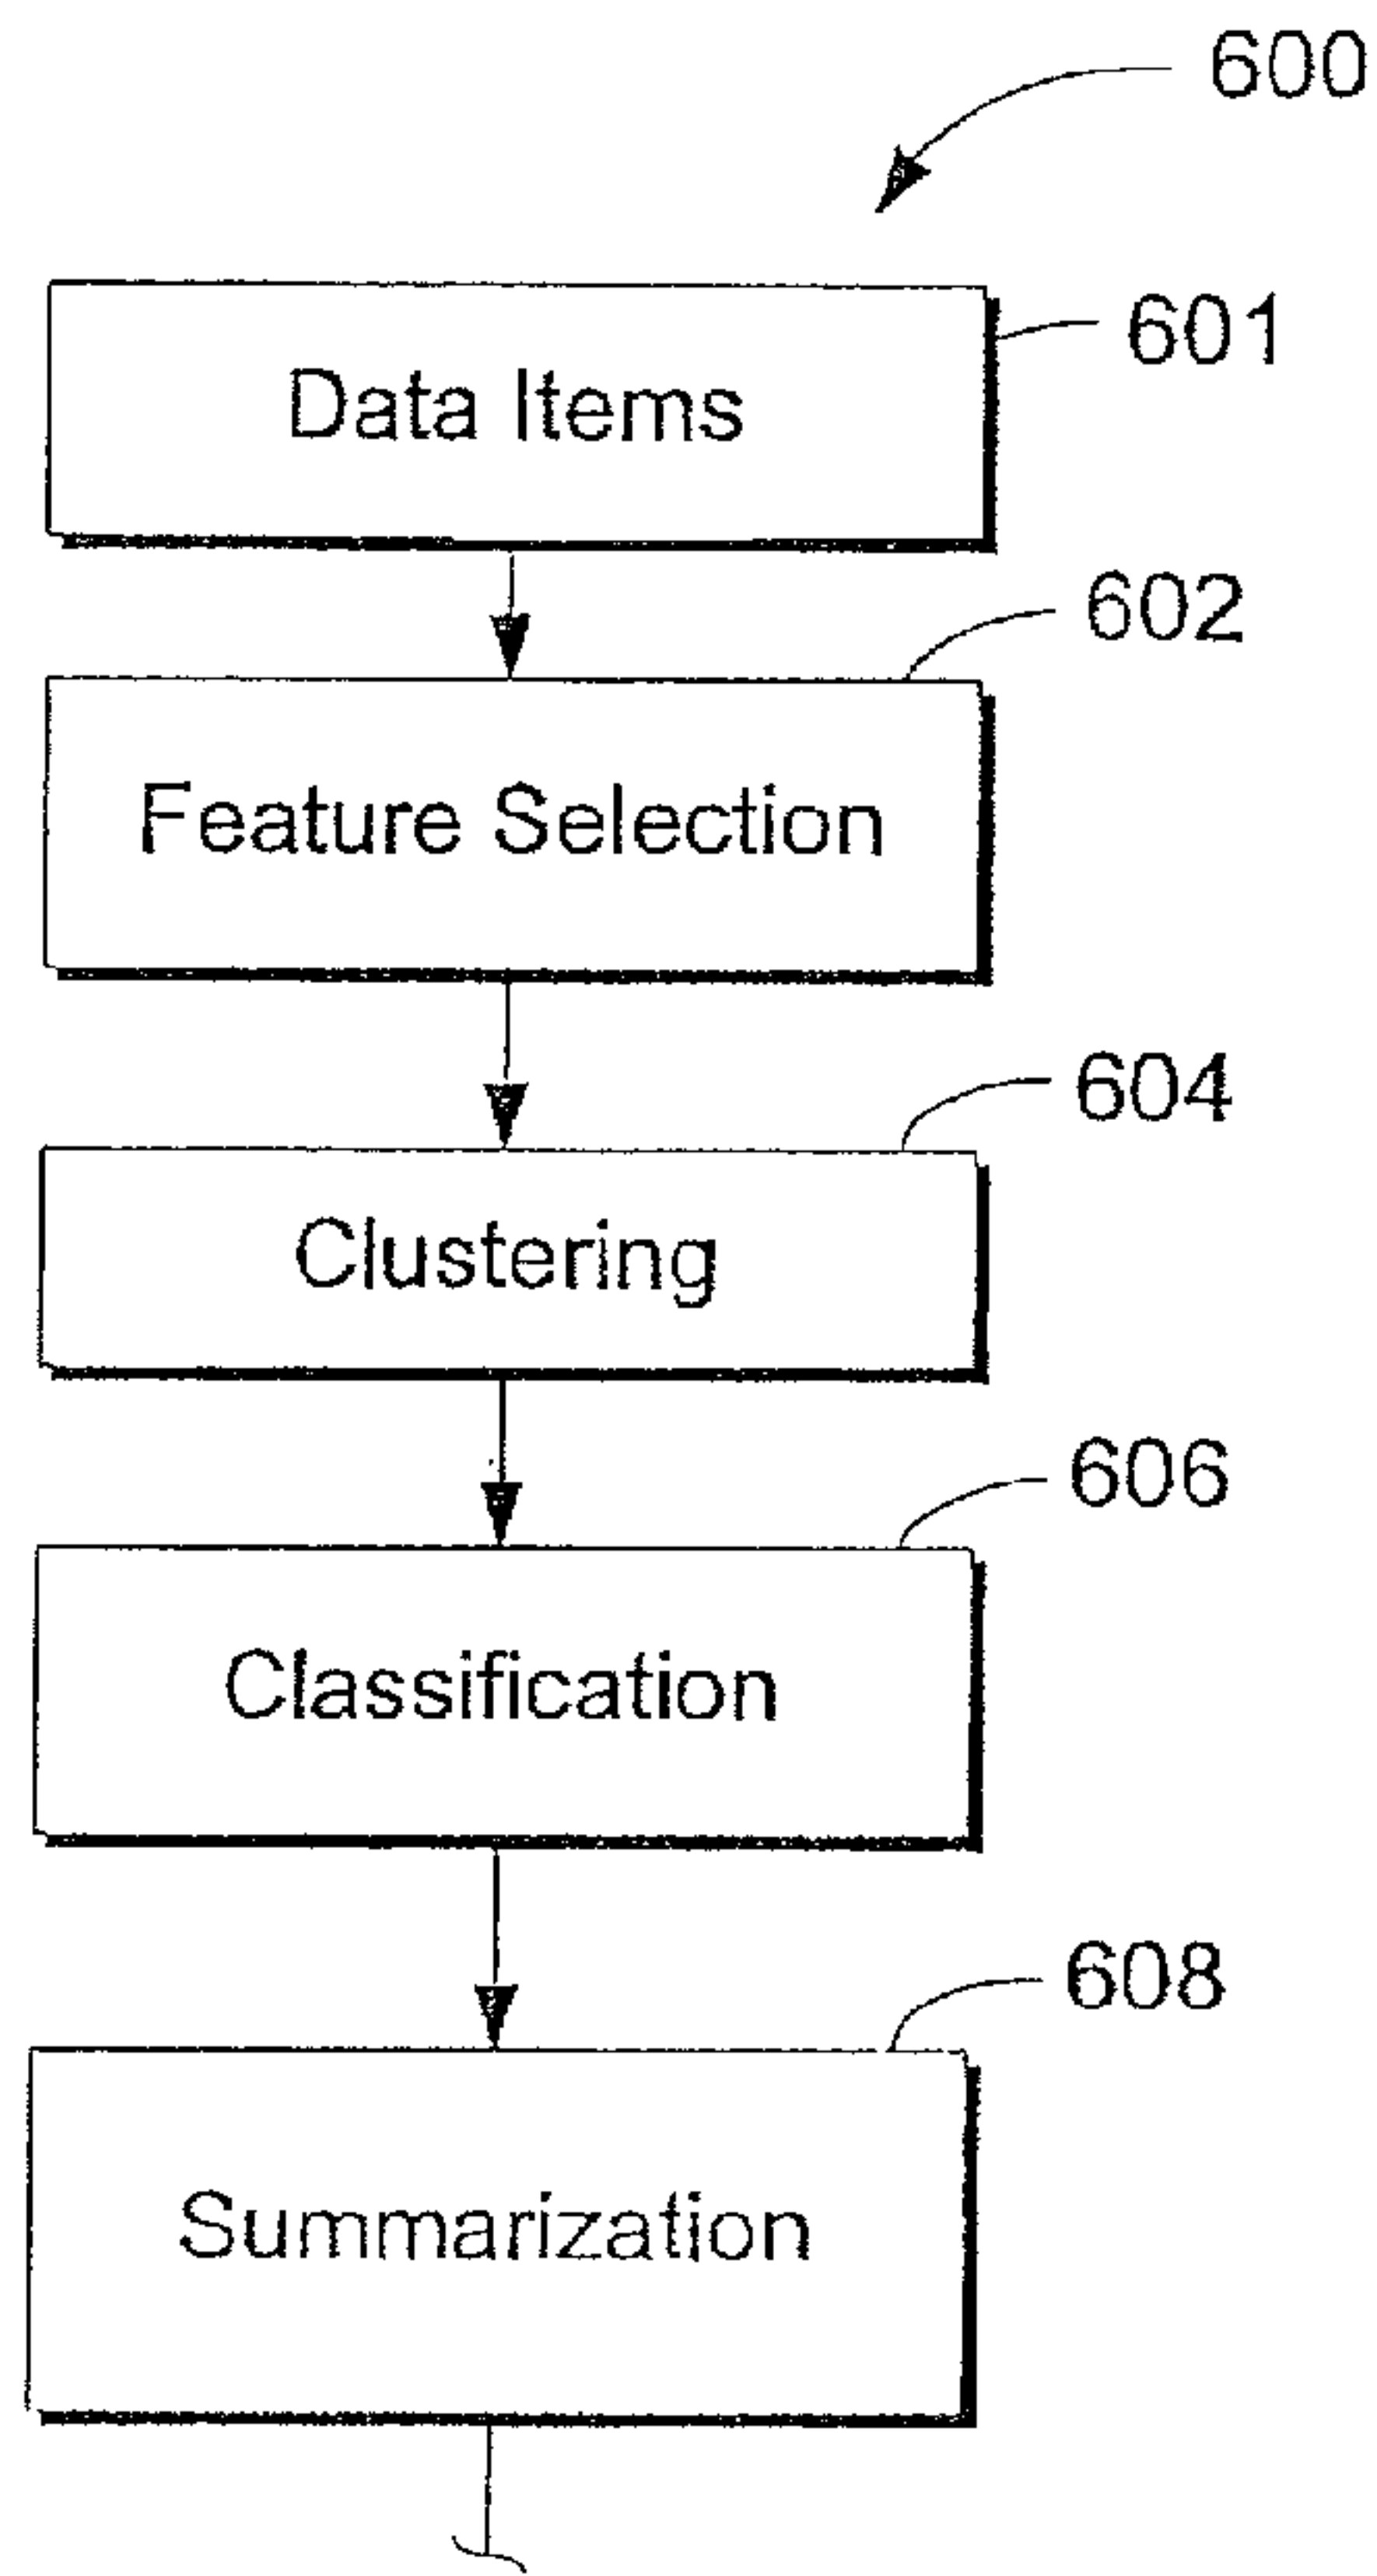 600
601
Data Items
602
Feature Selection
604
Clustering
606
Classification
608
Summarization